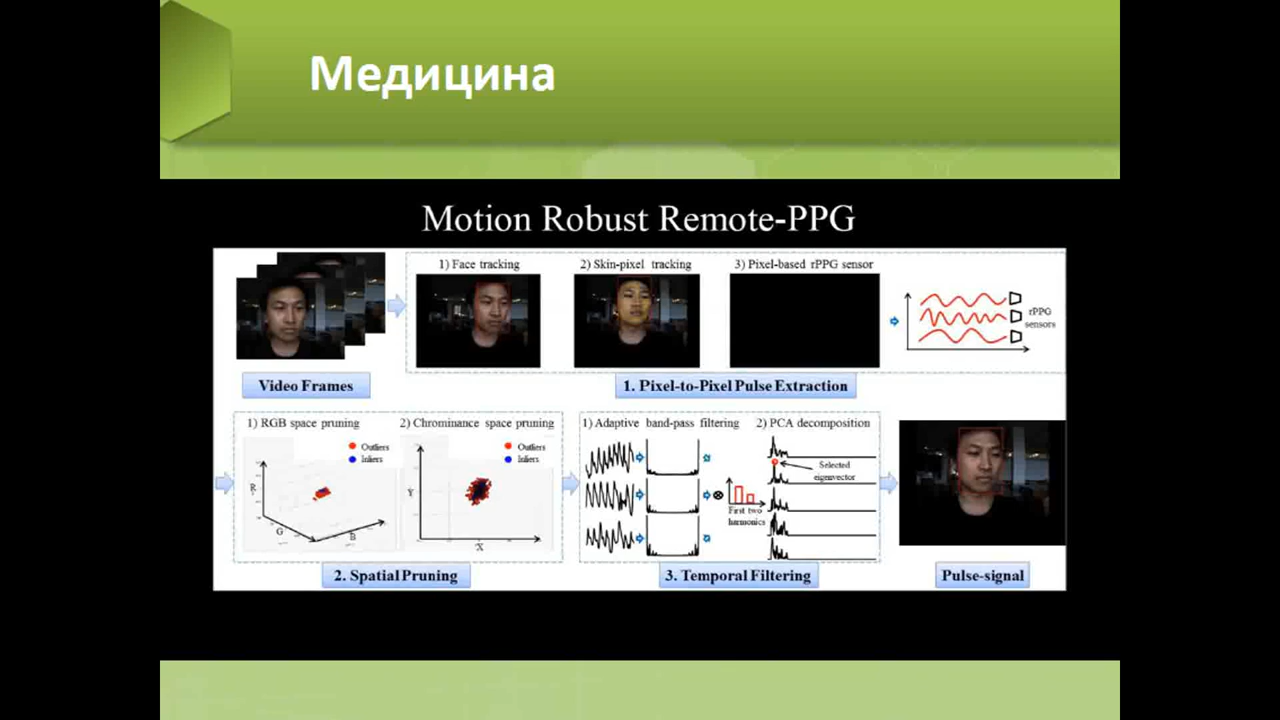 Медицина
Motion Robust Remote-PPG
1) Face tracking
2) Skin-pixel tracking
3) Pixel-based rPPG sensor
rPPG
sensors
Video Frames
1. Pixel-to-Pixel Pulse Extraction
1) RGB space pruning
2) Chrominance space pruning
1) Adaptive band-pass filtering
2) PCA decomposition
Outliers
Inliers
R
G
B
Outliers
Inliers
Y
X
First two
harmonics
Selected
eigenvector
2. Spatial Pruning
3. Temporal Filtering
Pulse-signal